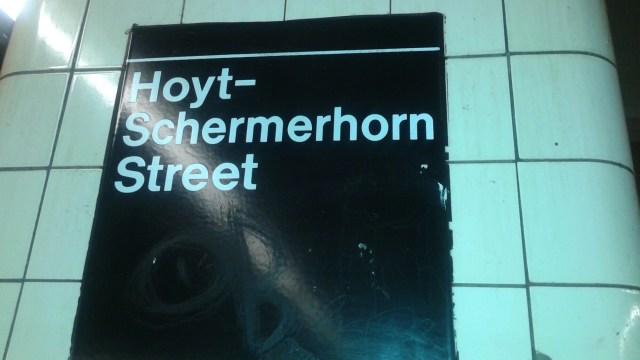 Hoyt-
Schermerhorn
Street